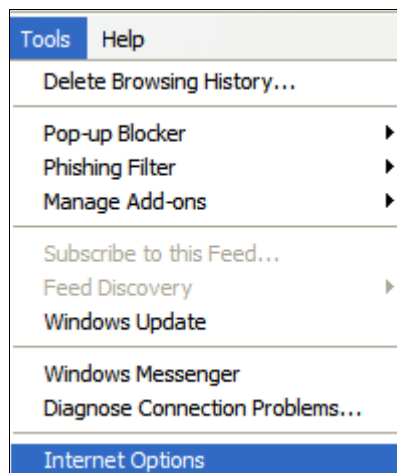 Tools Help
Delete Browsing History...
Pop-up Blocker
Phishing Filter
Manage Add-ons
Subscribe to this Feed...
Feed Discovery
Windows Update
Windows Messenger
Diagnose Connection Problems...
Internet Options